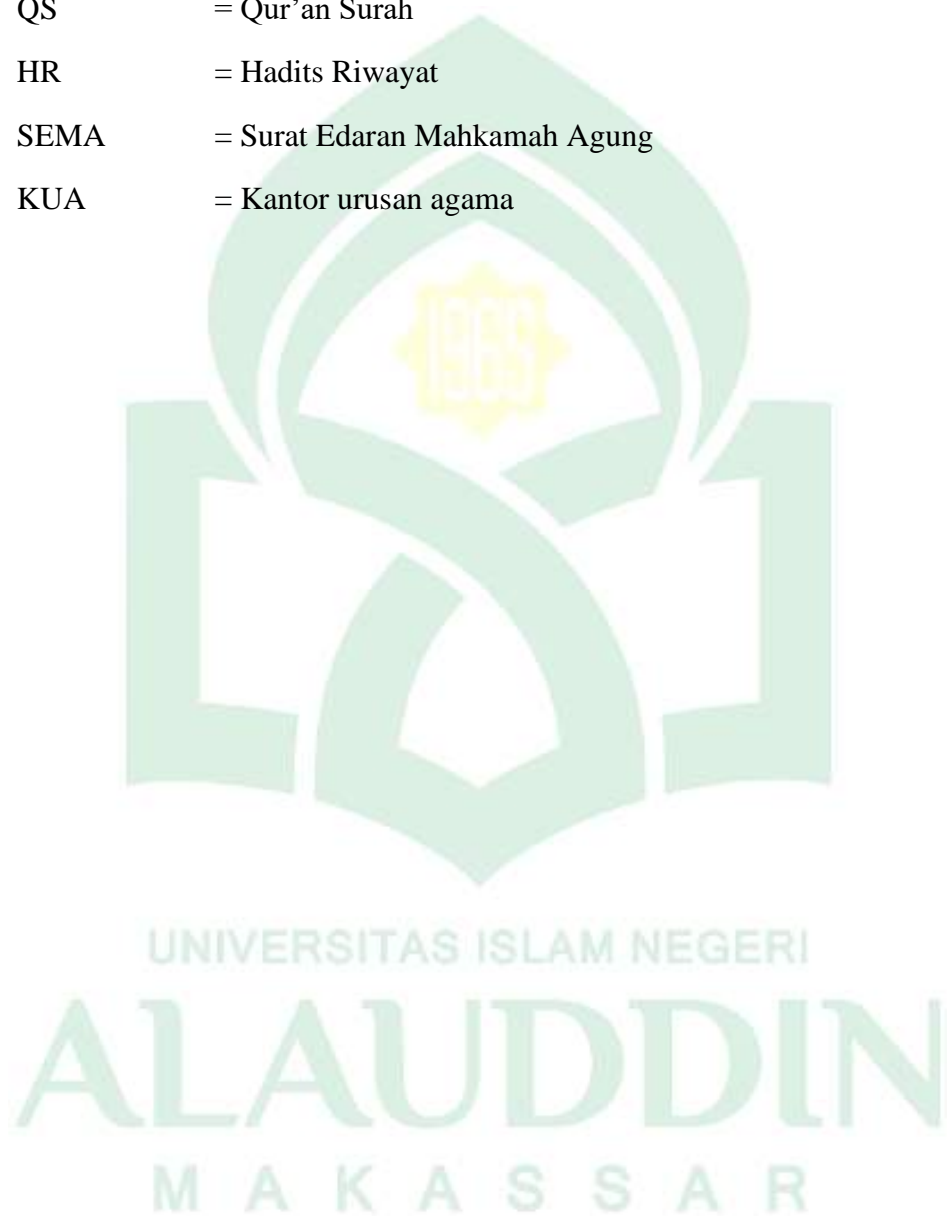 QS = Qur’an Surah
HR = Hadits Riwayat
SEMA = Surat Edaran Mahkamah Agung
KUA = Kantor urusan agama
1965
UNIVERSITAS ISLAM NEGERI
ALAUDDIN
MAKASSAR